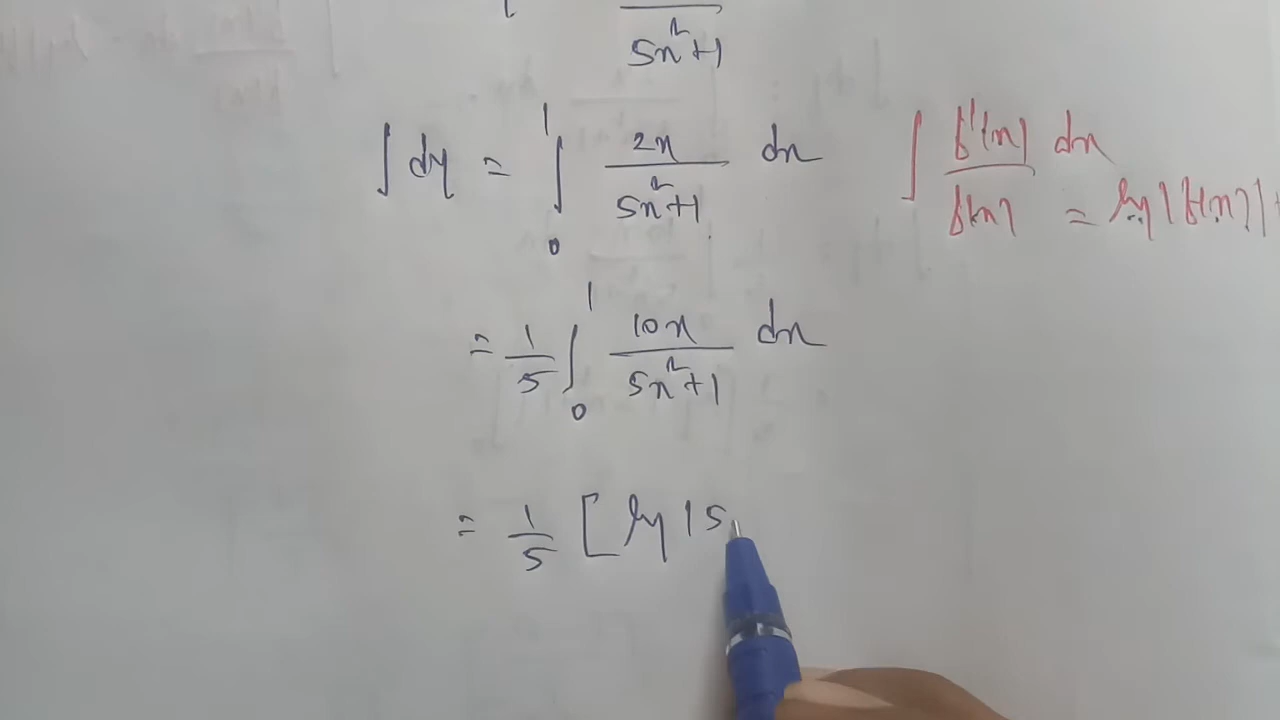 5x²+1
∫ dy = ∫₀¹ 2x/5x²+1 dx
∫ f'(x)/f(x) dx = log |f(x)| +
= 1/5 ∫₀¹ 10x/5x²+1 dx
= 1/5 [ log |5